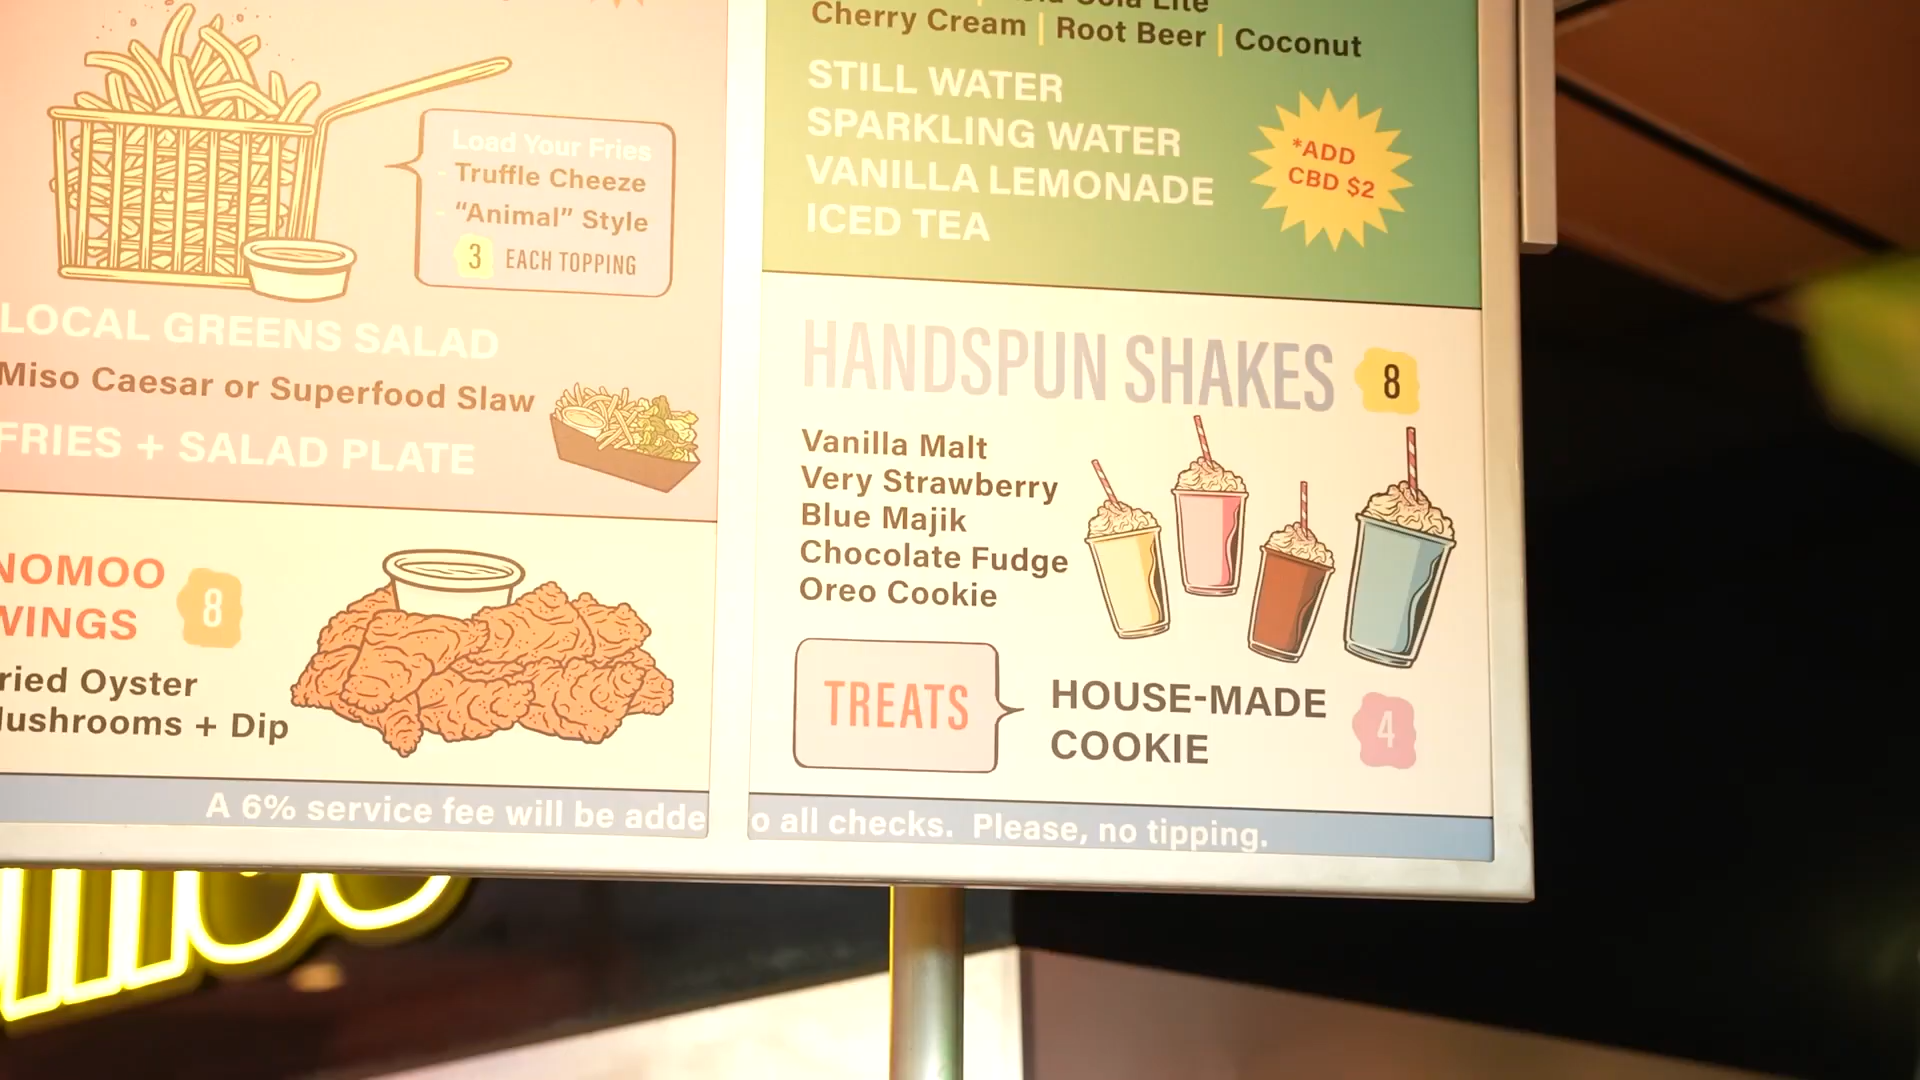 Load Your Fries
- Truffle Cheeze
- “Animal” Style
3 EACH TOPPING
LOCAL GREENS SALAD
Miso Caesar or Superfood Slaw
FRIES + SALAD PLATE
NOMOO
WINGS
8
ried Oyster
ushrooms + Dip
Cola Lite
Cherry Cream | Root Beer | Coconut
STILL WATER
SPARKLING WATER
VANILLA LEMONADE
ICED TEA
*ADD
CBD $2
HANDSPUN SHAKES 8
Vanilla Malt
Very Strawberry
Blue Majik
Chocolate Fudge
Oreo Cookie
TREATS
HOUSE-MADE
COOKIE
4
A 6% service fee will be adde o all checks. Please, no tipping.